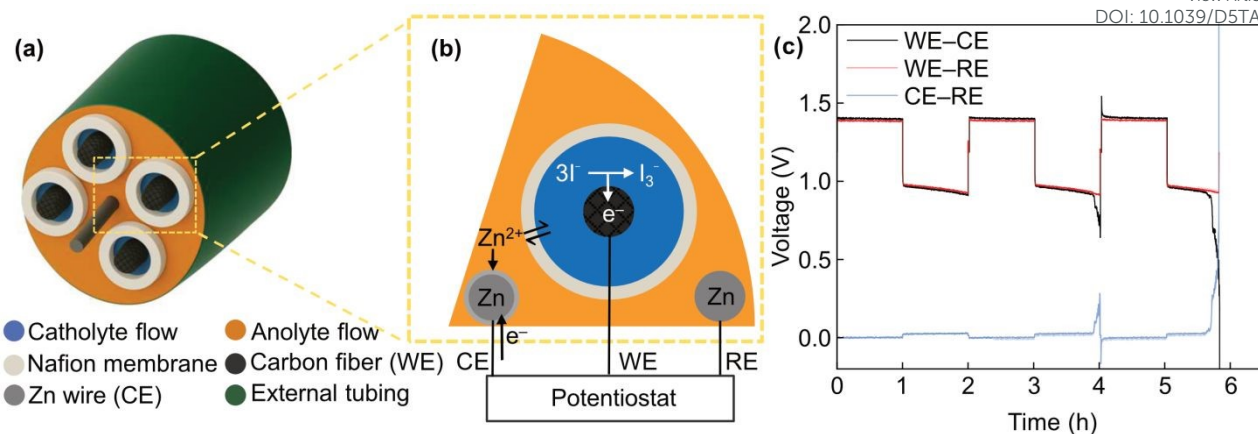 DOI: 10.1039/D5TA
(a)
Catholyte flow
Anolyte flow
Nafion membrane
Carbon fiber (WE)
Zn wire (CE)
External tubing
(b)
3I⁻ → I₃⁻
e⁻
Zn²⁺
Zn
Zn
e⁻
CE
WE
RE
Potentiostat
(c)
WE–CE
WE–RE
CE–RE
Voltage (V)
2.0
1.5
1.0
0.5
0.0
0 1 2 3 4 5 6
Time (h)